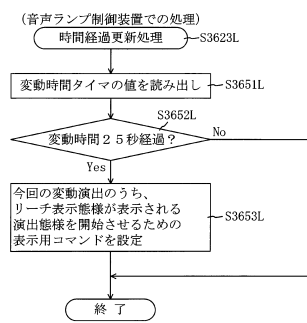 (音声ランプ制御装置での処理)
時間経過更新処理
S3623L
変動時間タイマの値を読み出し
S3651L
S3652L
変動時間25秒経過?
No
Yes
今回の変動演出のうち、
リーチ表示態様が表示される
演出態様を開始させるための
表示用コマンドを設定
S3653L
終了